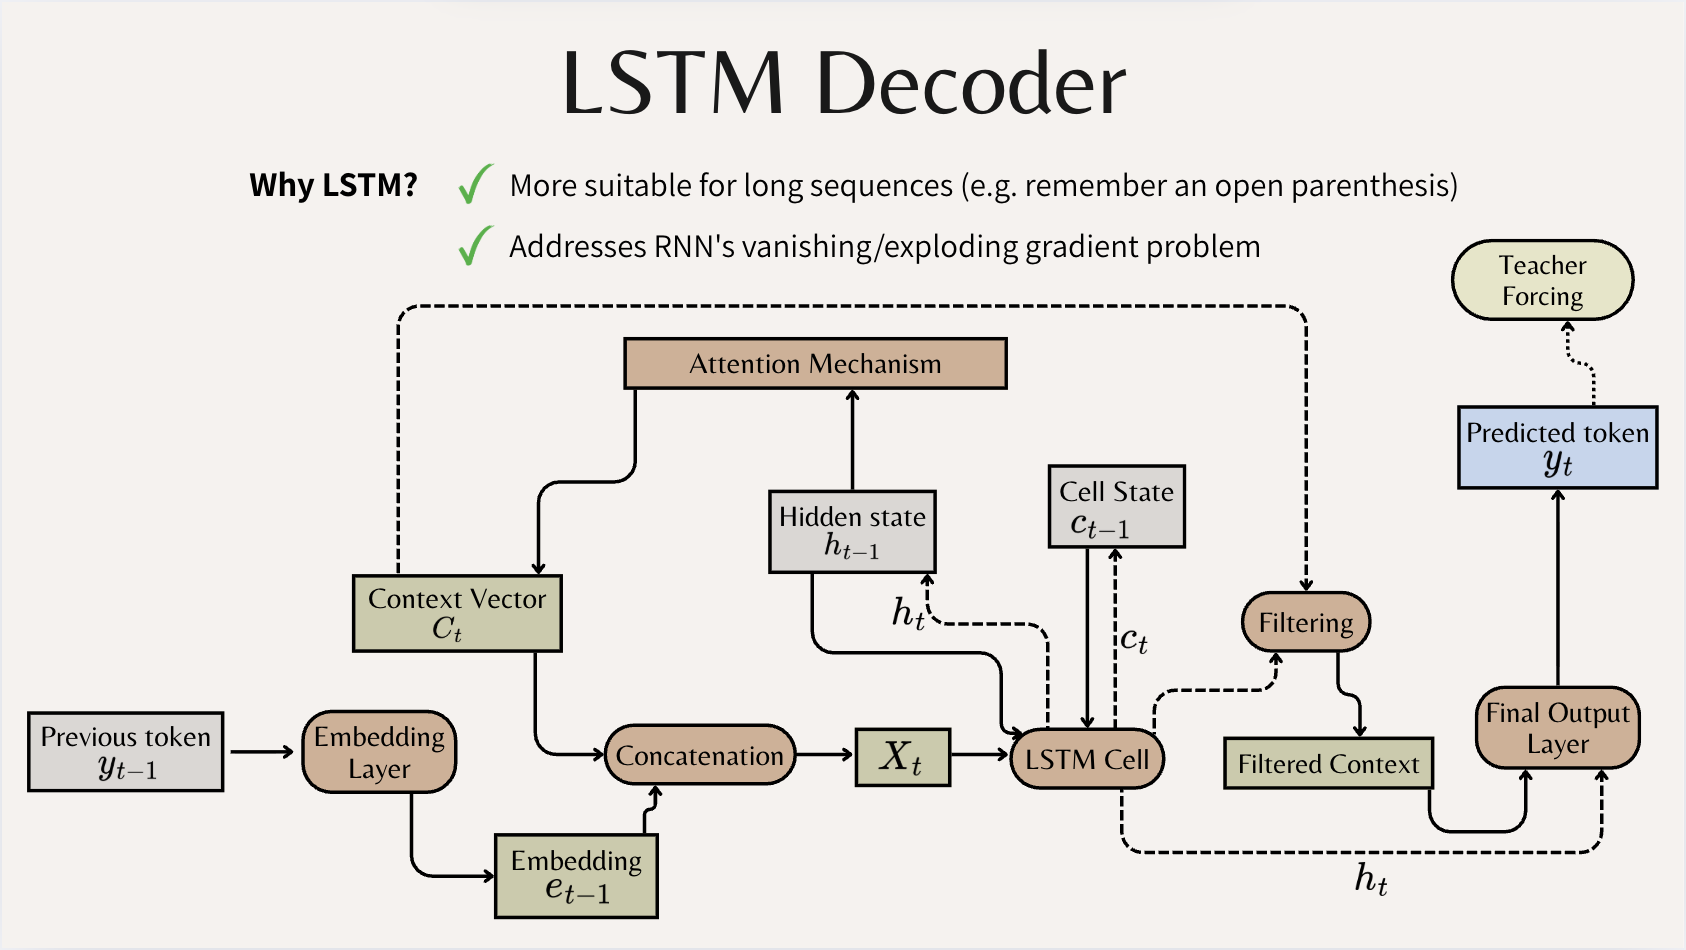 LSTM Decoder
Why LSTM?
More suitable for long sequences (e.g. remember an open parenthesis)
Addresses RNN's vanishing/exploding gradient problem
Teacher
Forcing
Attention Mechanism
Predicted token
y_t
Cell State
c_{t-1}
Hidden state
h_{t-1}
Context Vector
C_t
h_t
c_t
Filtering
Previous token
y_{t-1}
Embedding
Layer
Concatenation
X_t
LSTM Cell
Filtered Context
Final Output
Layer
Embedding
e_{t-1}
h_t